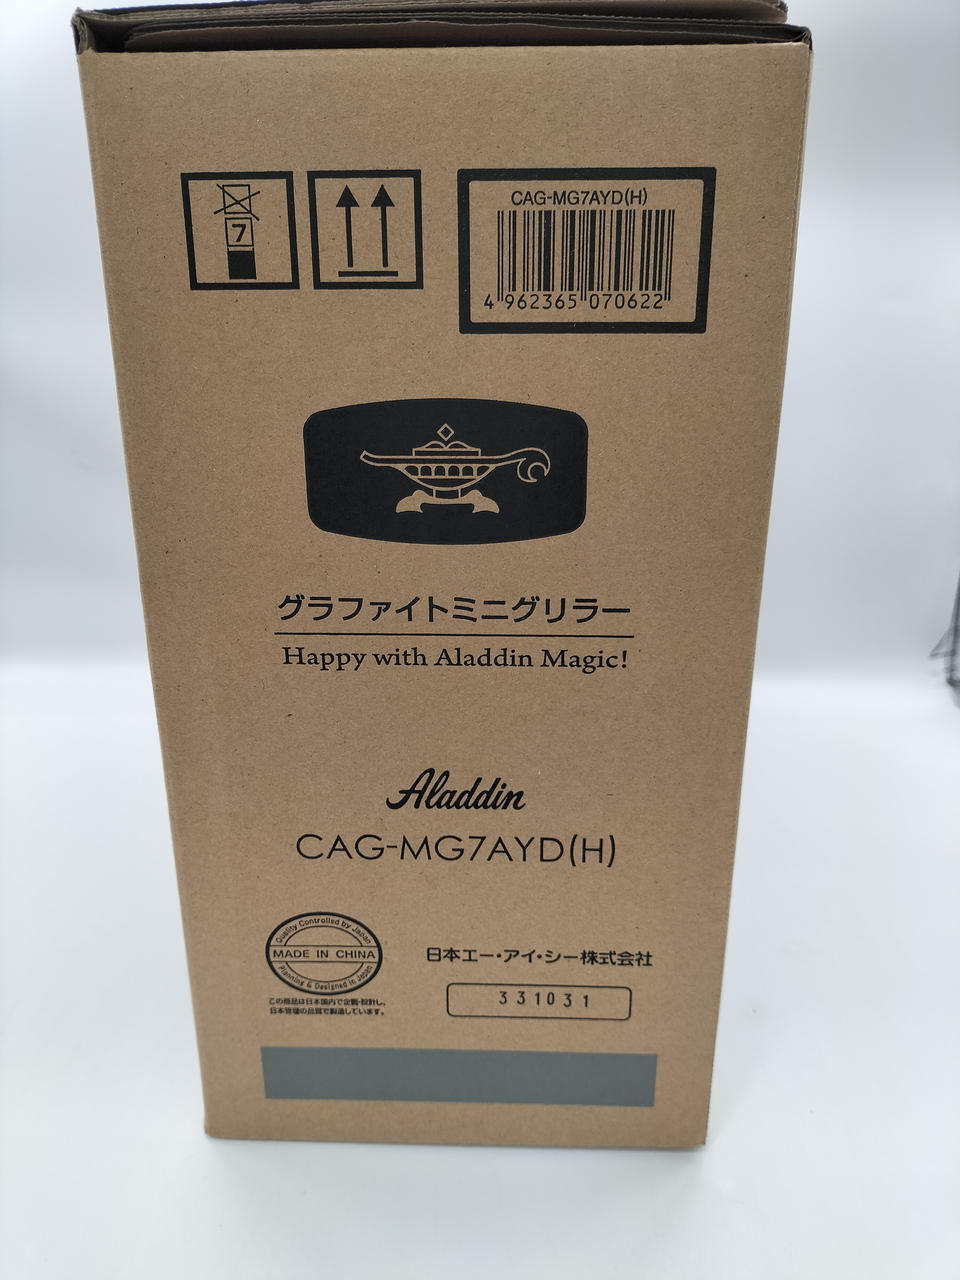 7
CAG-MG7AYD(H)
4 962365 070622
グラファイトミニグリラー
Happy with Aladdin Magic!
Aladdin
CAG-MG7AYD(H)
Quality Controlled by Japan
MADE IN CHINA
Planning & Designed in Japan
この商品は日本国内で企画・設計し、
日本管理の品質で製造しています。
日本エー・アイ・シー株式会社
331031